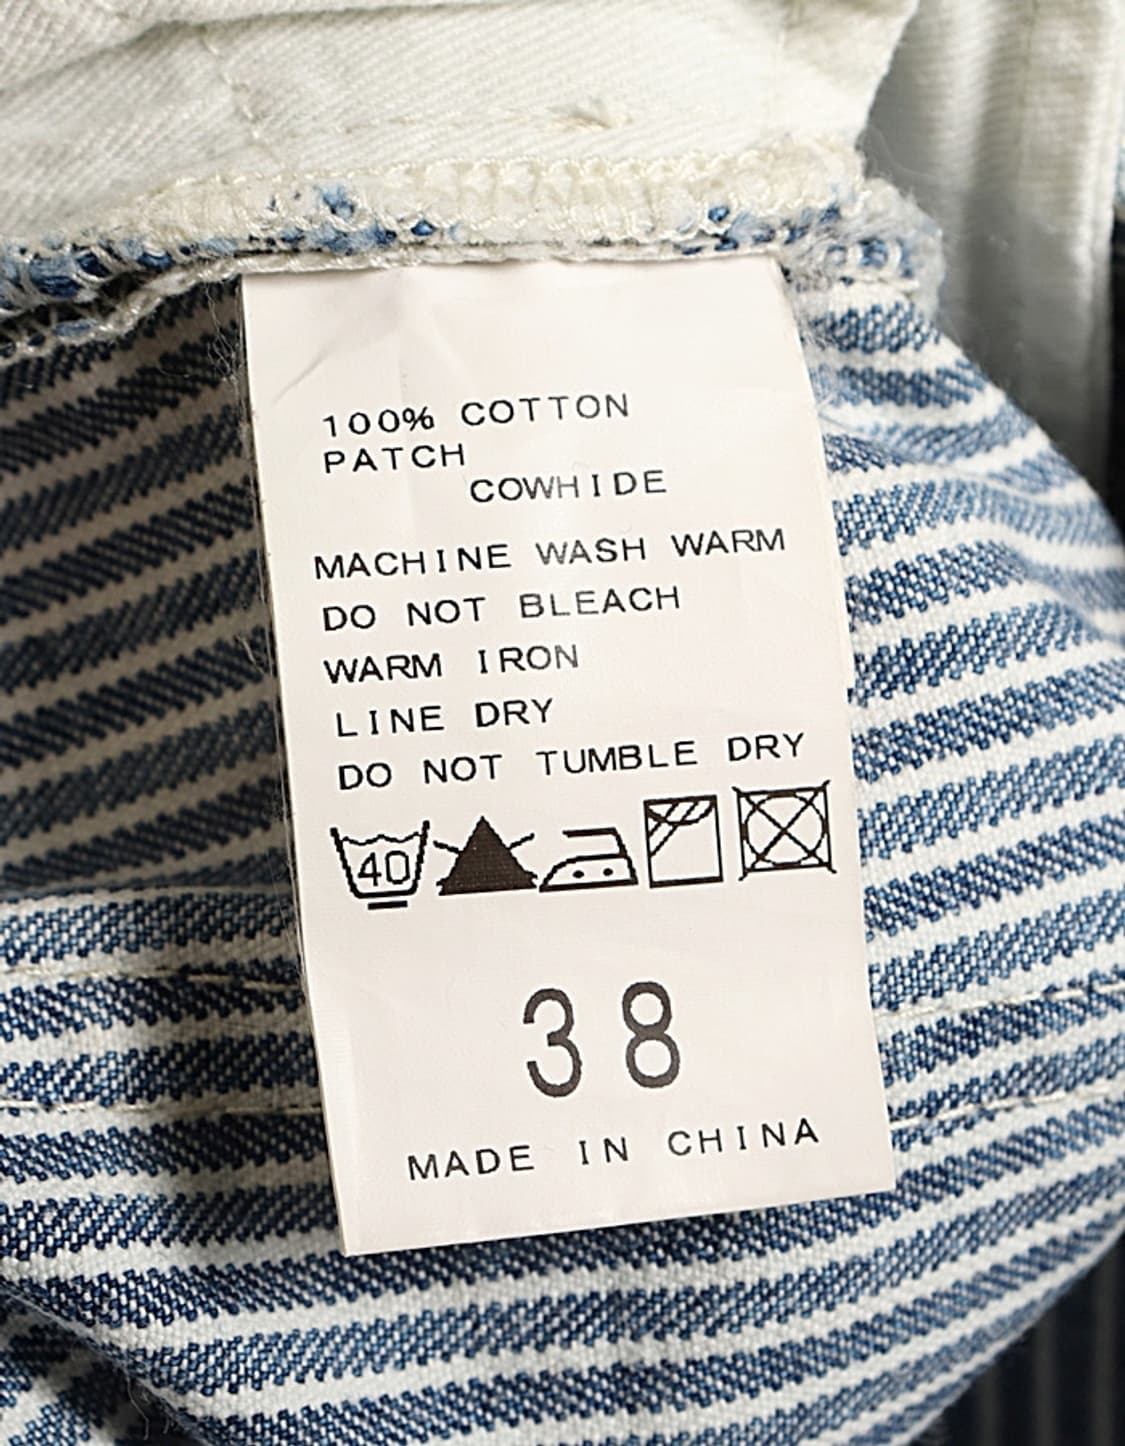 100% COTTON
PATCH
COWHIDE
MACHINE WASH WARM
DO NOT BLEACH
WARM IRON
LINE DRY
DO NOT TUMBLE DRY
40
38
MADE IN CHINA